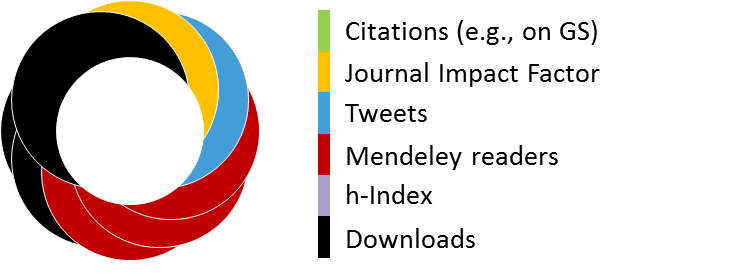 Citations (e.g., on GS)
Journal Impact Factor
Tweets
Mendeley readers
h-Index
Downloads